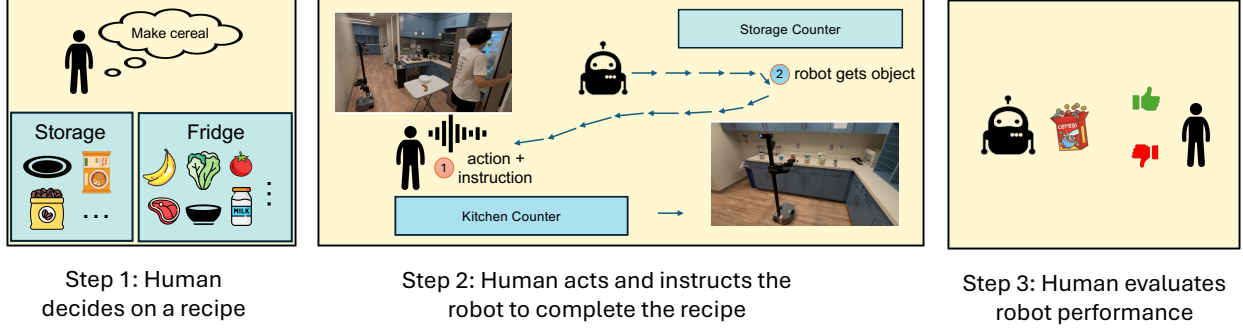 Make cereal
Storage
Fridge
...
MILK
Step 1: Human
decides on a recipe
Storage Counter
2
robot gets object
1
action +
instruction
Kitchen Counter
Step 2: Human acts and instructs the
robot to complete the recipe
cereal
Step 3: Human evaluates
robot performance